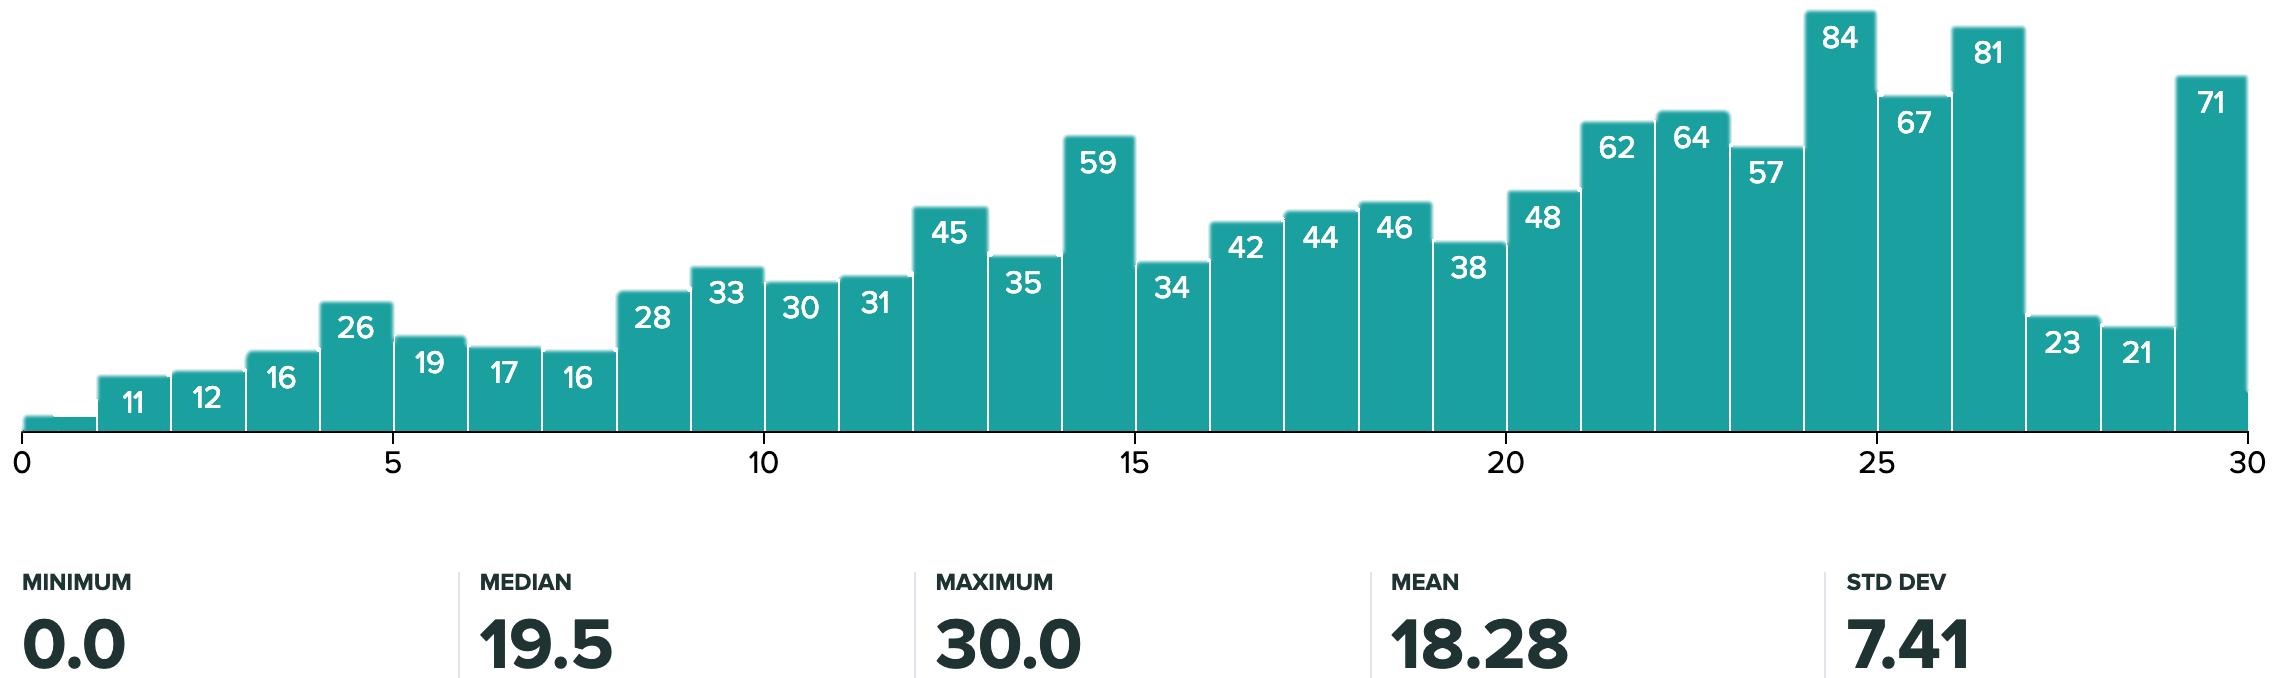 11 12 16 26 19 17 16 28 33 30 31 45 35 59 34 42 44 46 38 48 62 64 57 84 67 81 23 21 71
0 5 10 15 20 25 30
MINIMUM MEDIAN MAXIMUM MEAN STD DEV
0.0 19.5 30.0 18.28 7.41